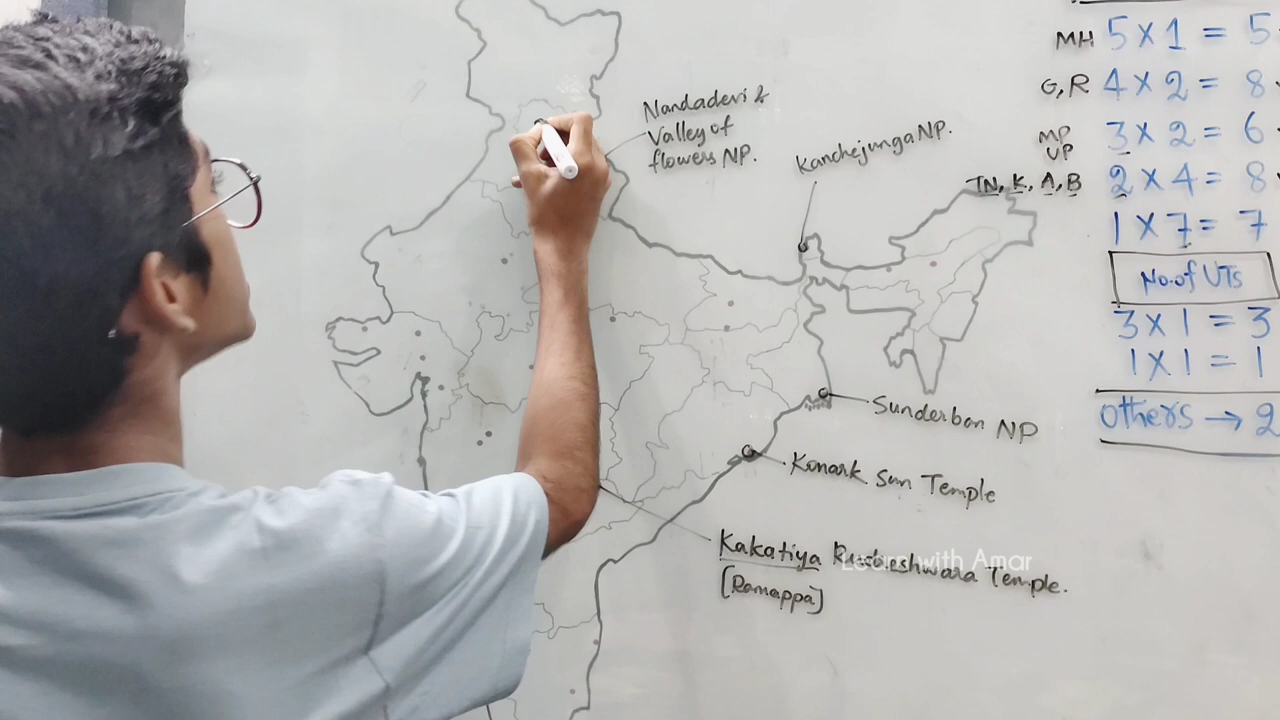 Nandadevi &
Valley of
flowers NP.
Kanchejunga NP.
Sunderban NP
Konark Sun Temple
Kakatiya Rudreshwara Temple.
[Ramappa]
Learn with Amar
MH 5 X 1 = 5
G, R 4 X 2 = 8
MP
UP 3 X 2 = 6
TN, K, A, B 2 X 4 = 8
1 X 7 = 7
No. of UTs
3 X 1 = 3
1 X 1 = 1
Others → 2